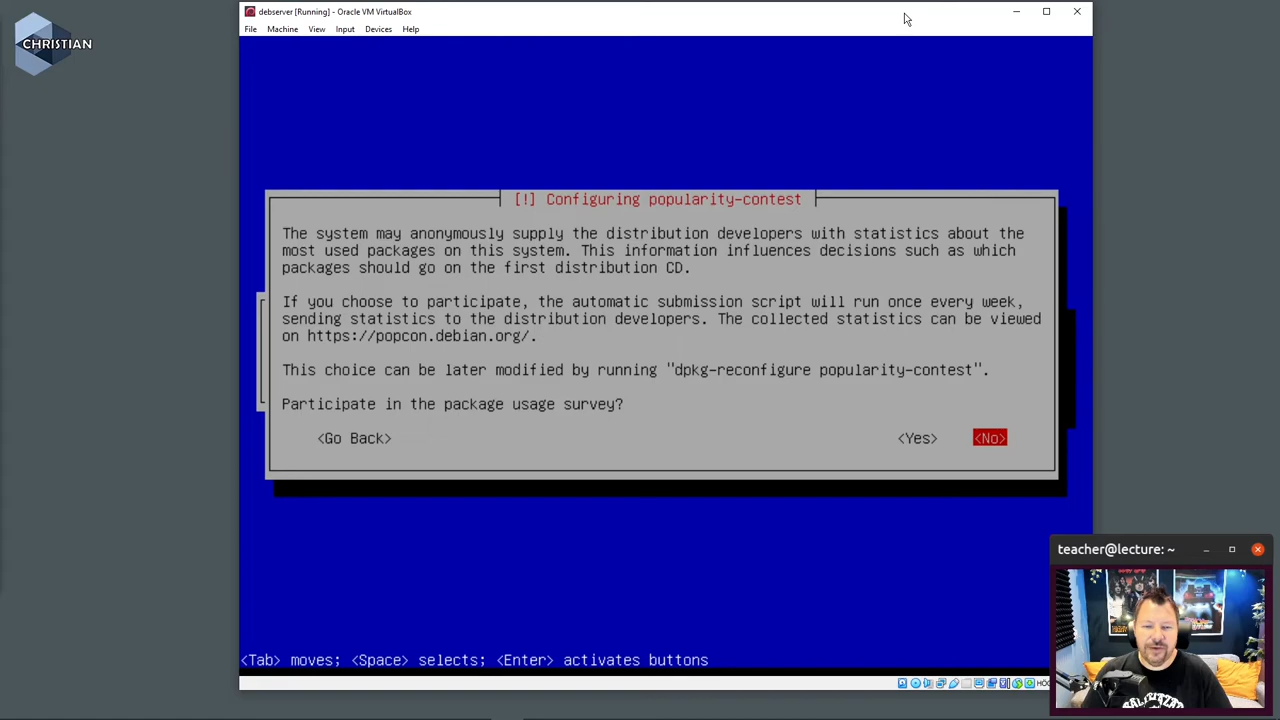 CHRISTIAN
debserver [Running] - Oracle VM VirtualBox
File Machine View Input Devices Help
[!] Configuring popularity-contest
The system may anonymously supply the distribution developers with statistics about the
most used packages on this system. This information influences decisions such as which
packages should go on the first distribution CD.
If you choose to participate, the automatic submission script will run once every week,
sending statistics to the distribution developers. The collected statistics can be viewed
on https://popcon.debian.org/.
This choice can be later modified by running "dpkg-reconfigure popularity-contest".
Participate in the package usage survey?
<Go Back> <Yes> <No>
teacher@lecture: ~
<Tab> moves; <Space> selects; <Enter> activates buttons